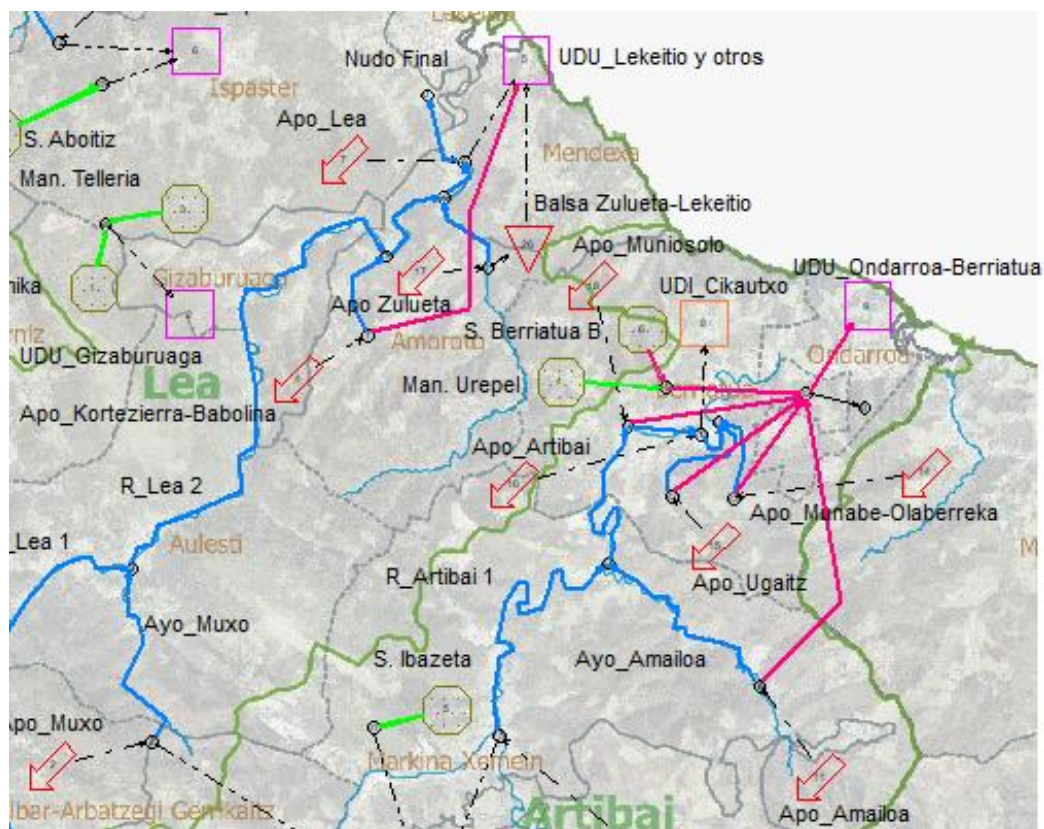 Nudo Final
UDU_Lekeitio y otros
Ispaster
Apo_Lea
S. Aboitiz
Mendexa
Man. Telleria
Balsa Zulueta-Lekeitio
Apo_Muniosolo
Gizaburuaga
UDU_Ondarroa-Berriatua
UDI_Cikautxo
Apo Zulueta
S. Berriatua B
UDU_Gizaburuaga
Amoroto
Ondarroa
Lea
Man. Urepel
Apo_Kortezierra-Babolina
Apo_Artibai
R_Lea 2
Apo_Munabe-Olaberreka
_Lea 1
Aulesti
R_Artibai 1
Apo_Ugaitz
Ayo_Muxo
S. Ibazeta
Ayo_Amailoa
Apo_Muxo
Markina Xemein
Artibai
Apo_Amailoa